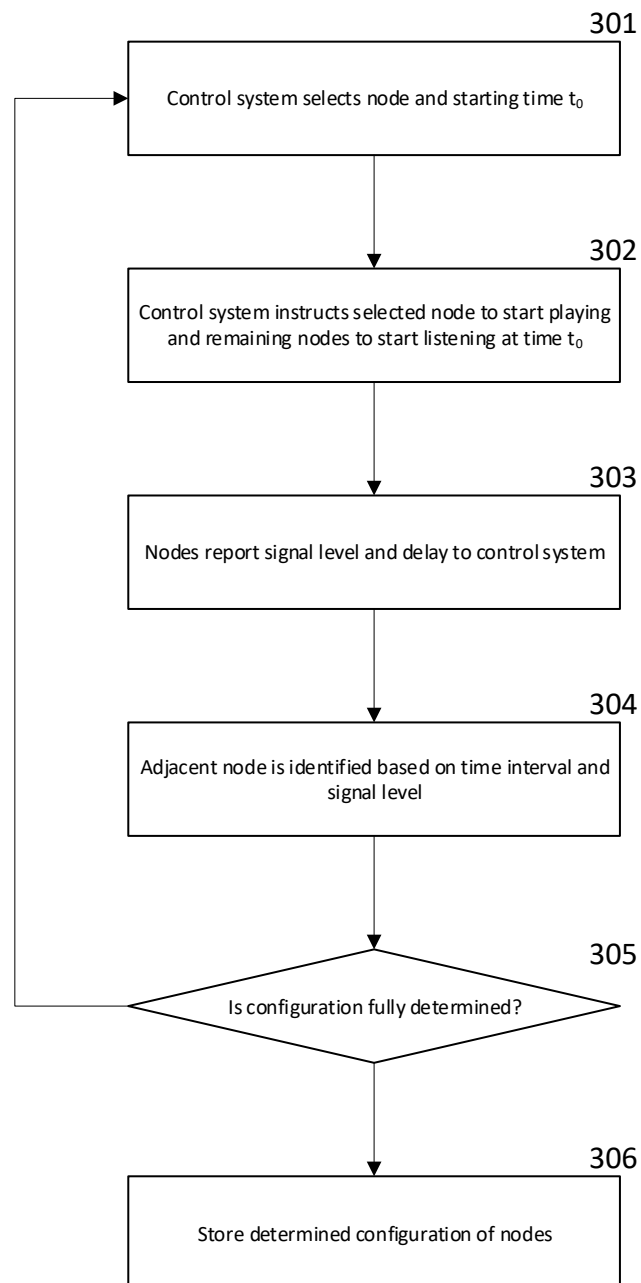 301
Control system selects node and starting time t₀
302
Control system instructs selected node to start playing
and remaining nodes to start listening at time t₀
303
Nodes report signal level and delay to control system
304
Adjacent node is identified based on time interval and
signal level
305
Is configuration fully determined?
306
Store determined configuration of nodes